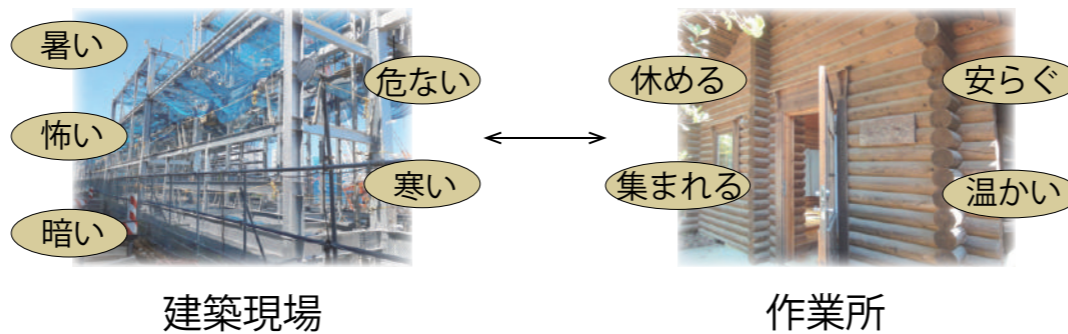 暑い
危ない
怖い
寒い
暗い
建築現場
休める
安らぐ
集まれる
温かい
作業所